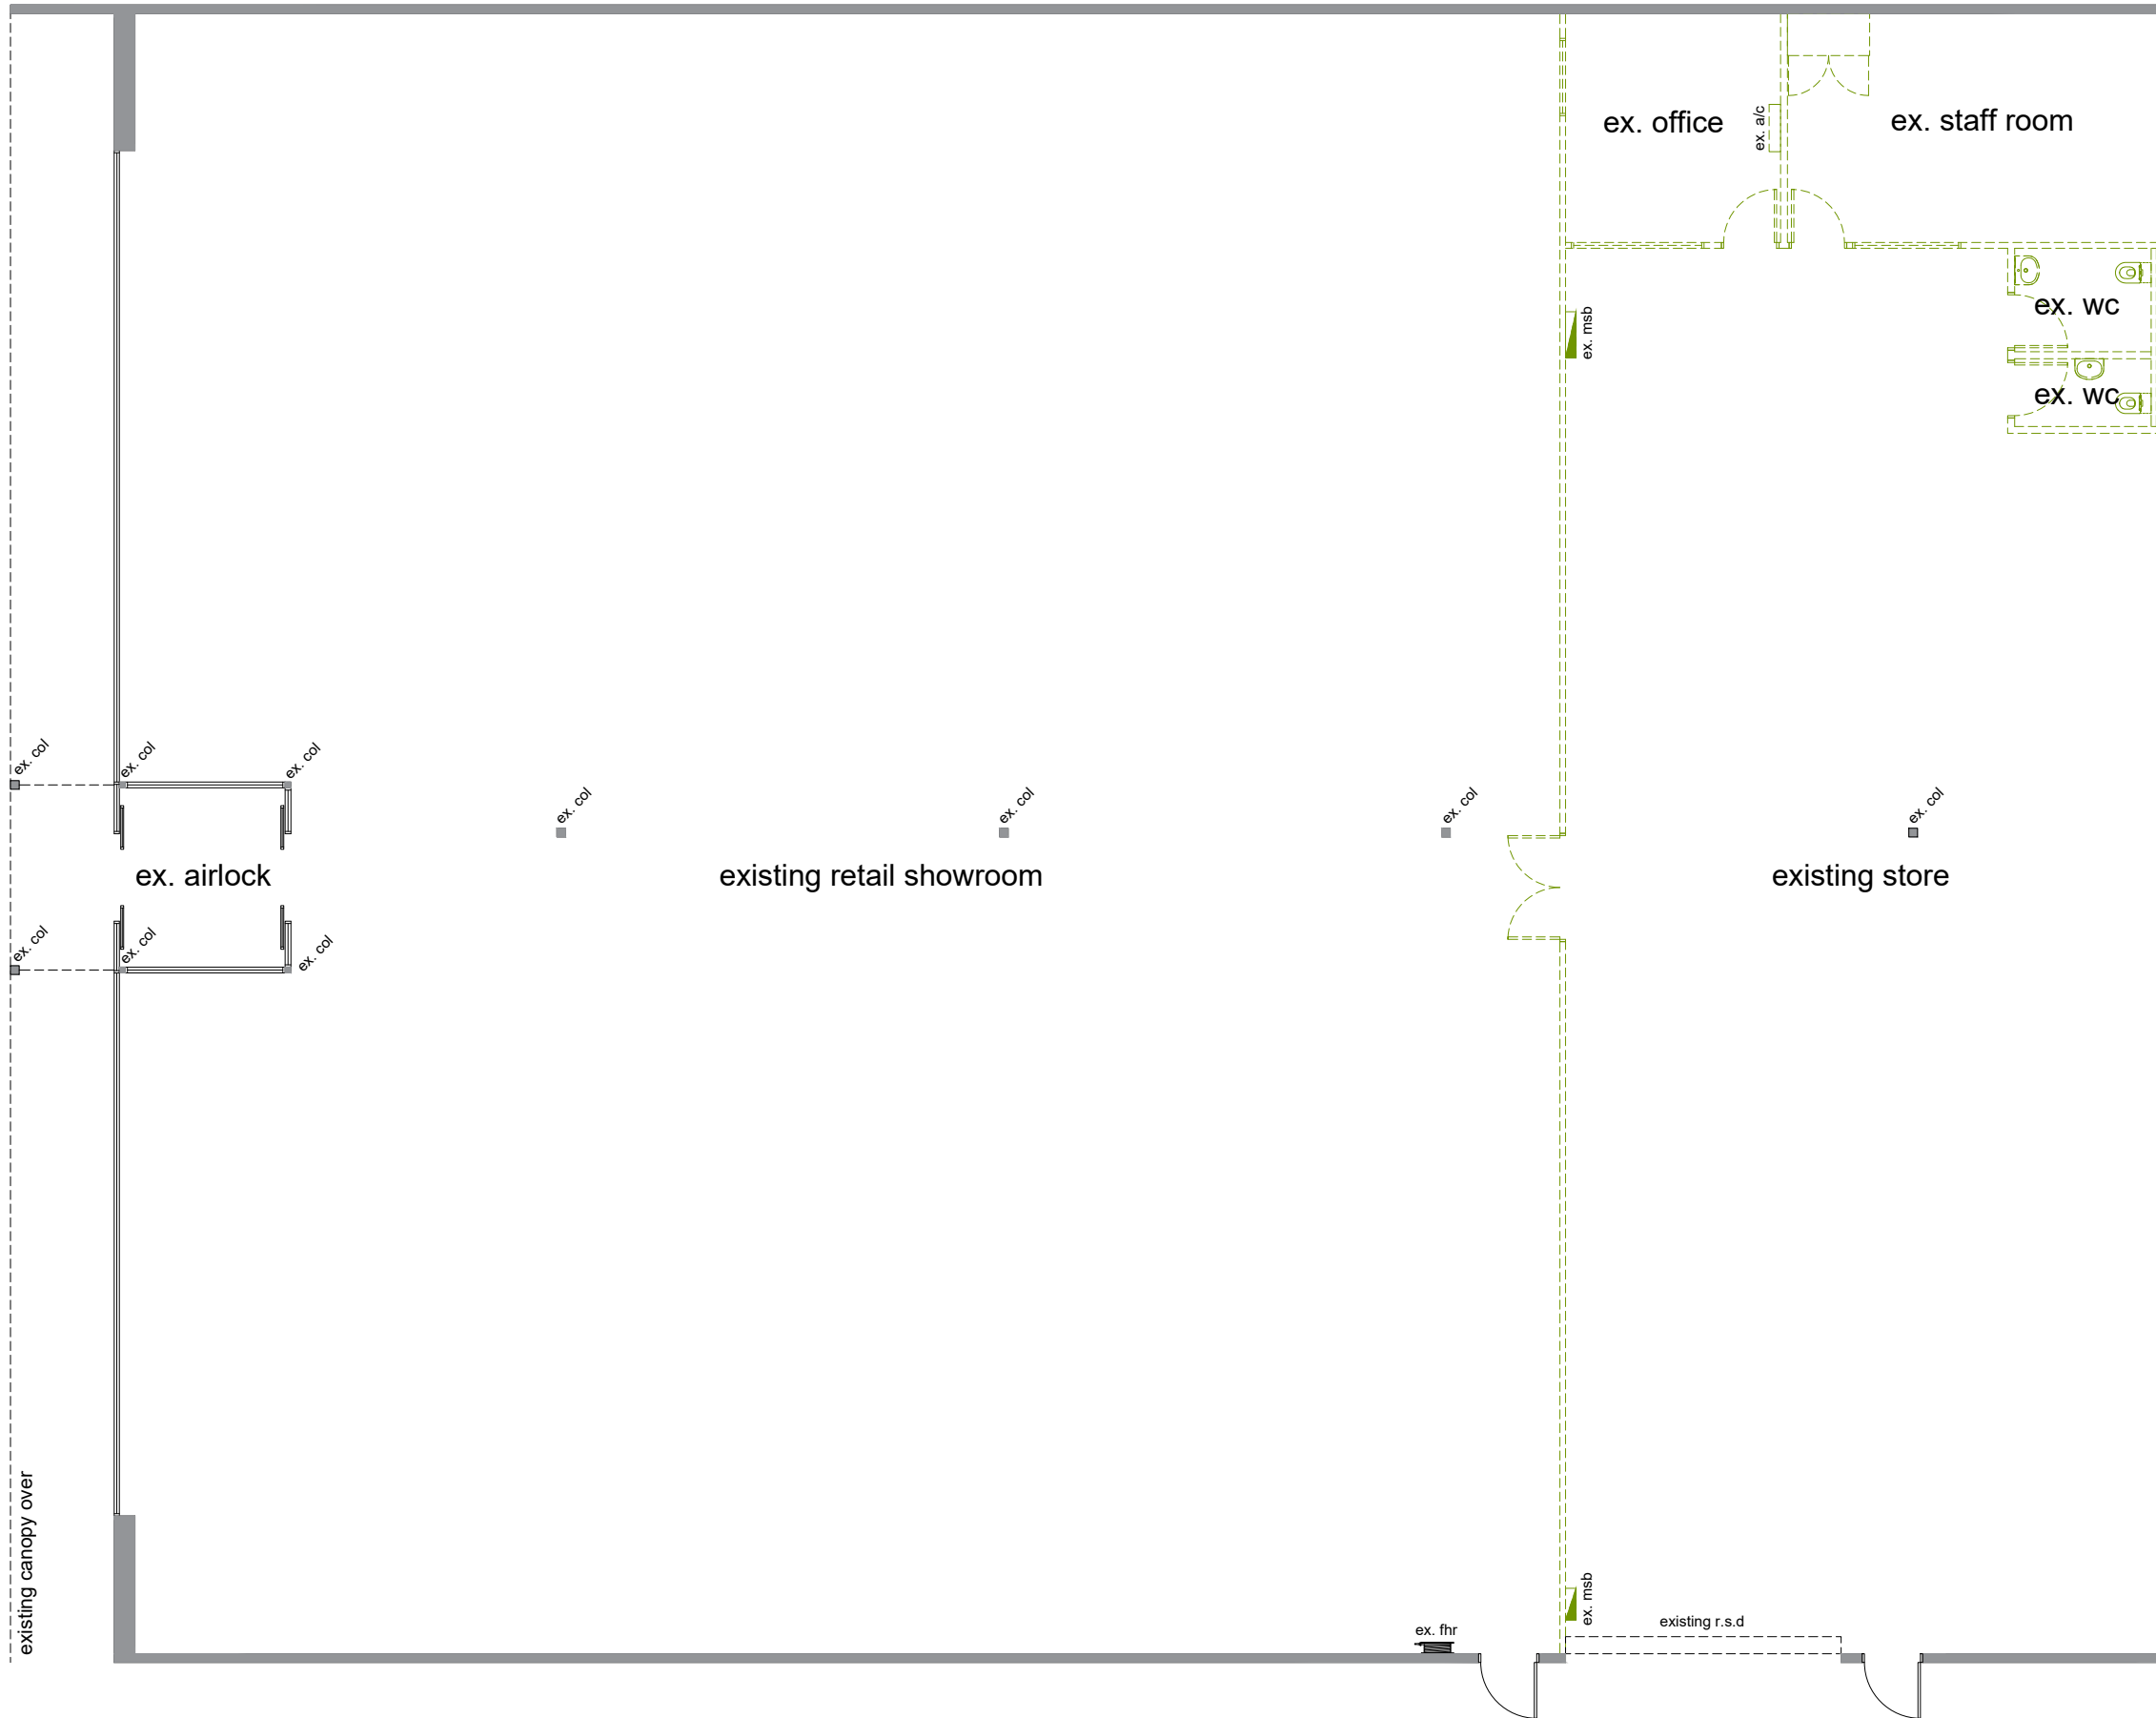 ex. office
ex. a/c
ex. staff room
ex. wc
ex. msb
ex. wc
ex. col
ex. col
ex. col
ex. col
ex. col
ex. col
ex. col
ex. airlock
existing retail showroom
existing store
ex. col
ex. col
ex. col
existing canopy over
ex. msb
ex. fhr
existing r.s.d